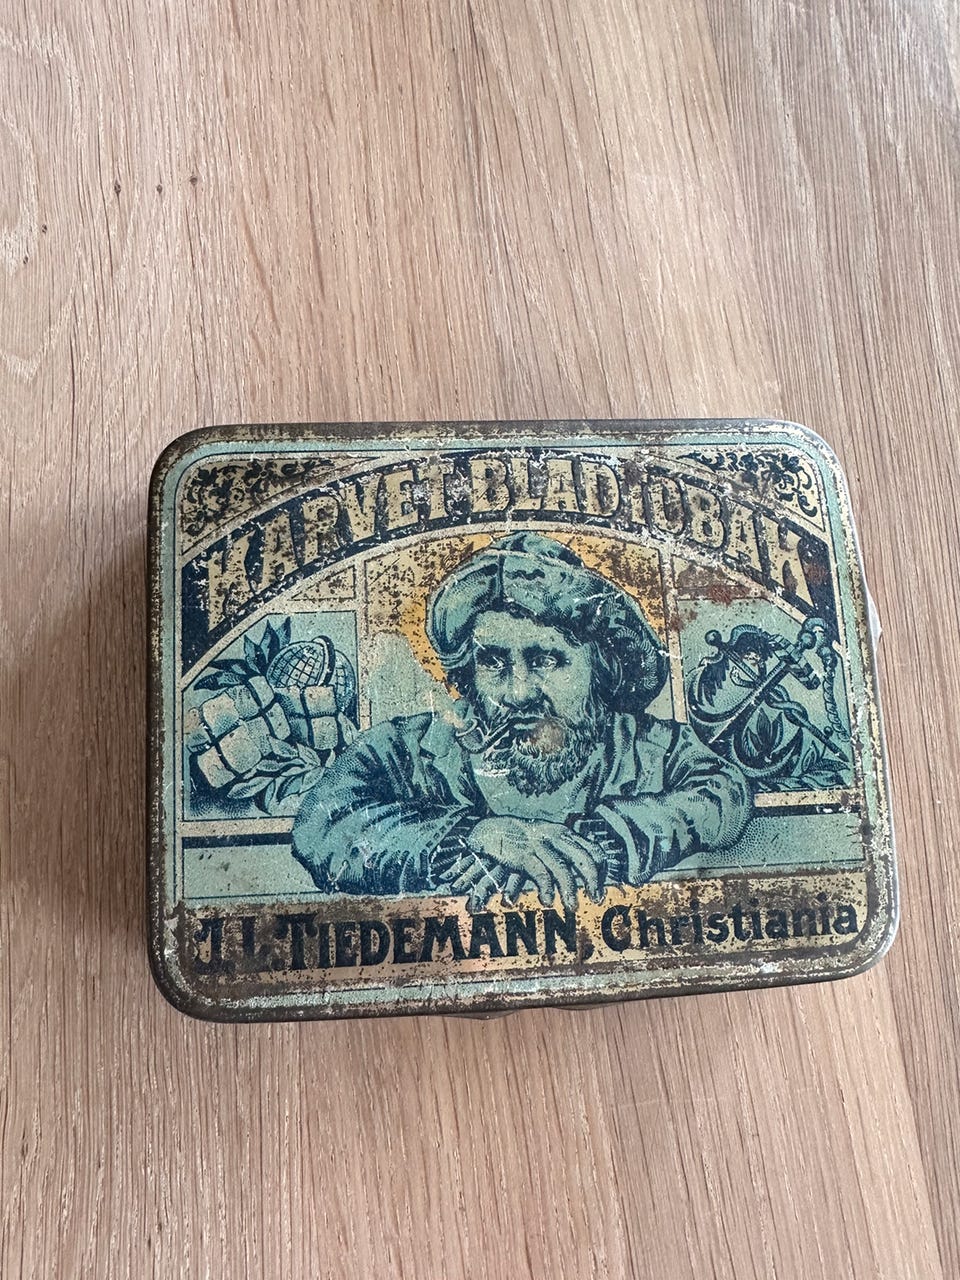 KARVET BLAD TOBAK
J. L. TIEDEMANN, Christiania